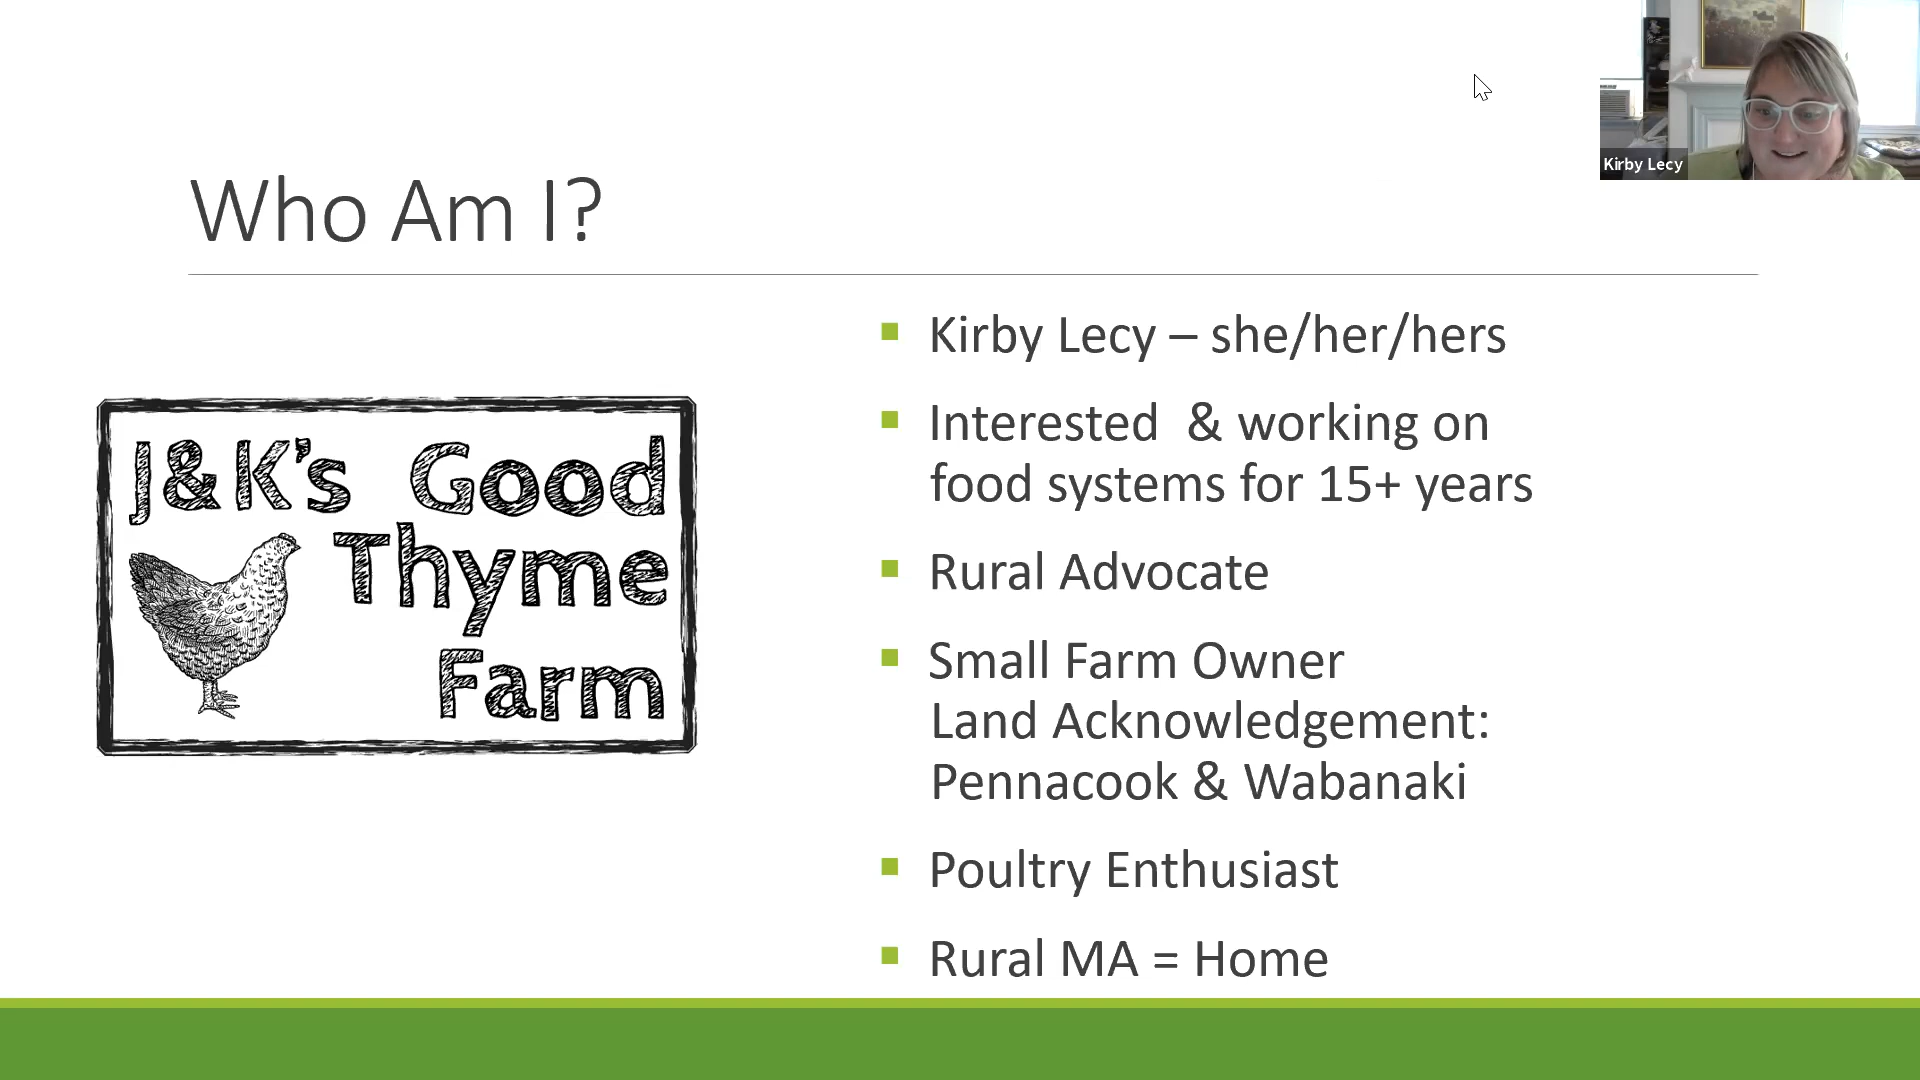 Kirby Lecy
Who Am I?
J&K's Good
Thyme
Farm
Kirby Lecy – she/her/hers
Interested & working on
food systems for 15+ years
Rural Advocate
Small Farm Owner
Land Acknowledgement:
Pennacook & Wabanaki
Poultry Enthusiast
Rural MA = Home